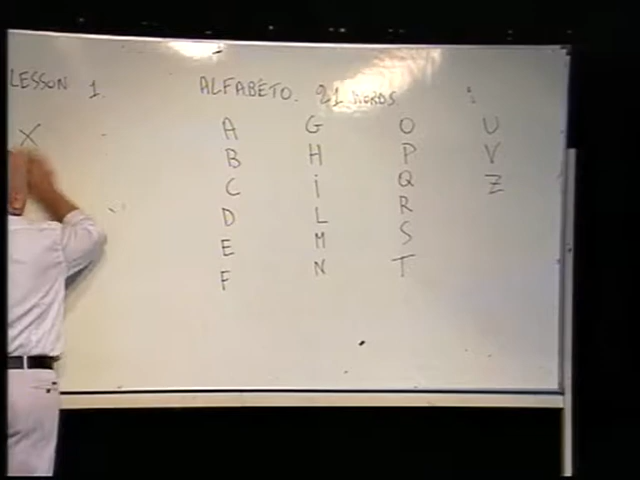 LESSON 1.
ALFABETO. 21 WORDS
X
A G O U
B H P V
C i Q Z
D L R
E M S
F N T